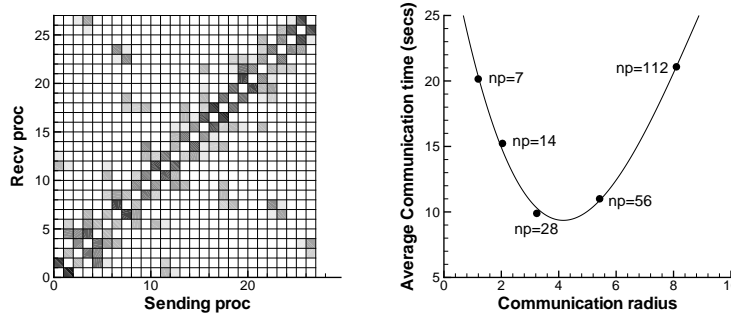 25
20
15
10
5
0
0
10
20
Recv proc
Sending proc
25
20
15
10
5
0
2
4
6
8
10
Average Communication time (secs)
Communication radius
np=7
np=14
np=28
np=56
np=112